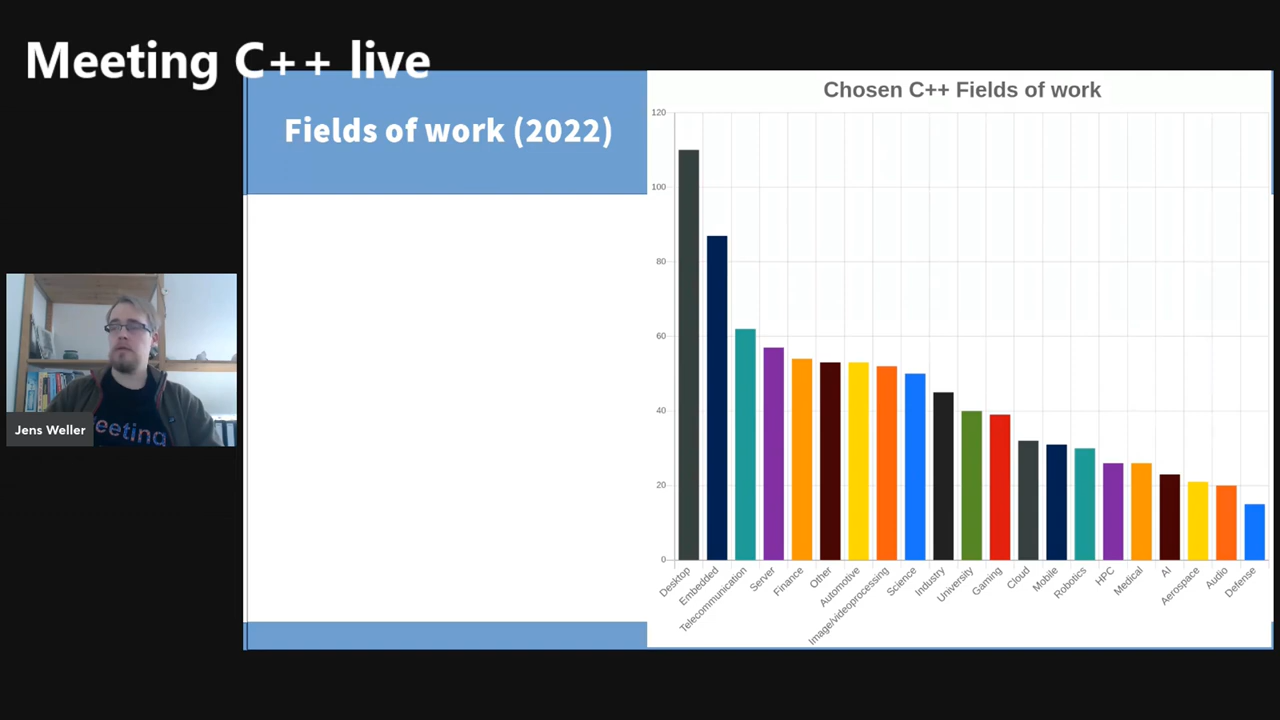 Meeting C++ live
Fields of work (2022)
Chosen C++ Fields of work
120
100
80
60
40
20
0
Desktop
Embedded
Telecommunication
Server
Finance
Other
Automotive
Image/videoprocessing
Science
Industry
University
Gaming
Cloud
Mobile
Robotics
HPC
Medical
AI
Aerospace
Audio
Defense
eeting
Jens Weller